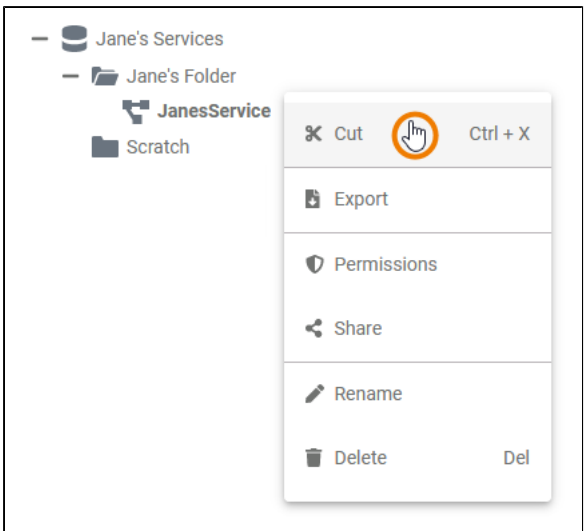 Jane's Services
Jane's Folder
JanesService
Scratch
Cut Ctrl + X
Export
Permissions
Share
Rename
Delete Del